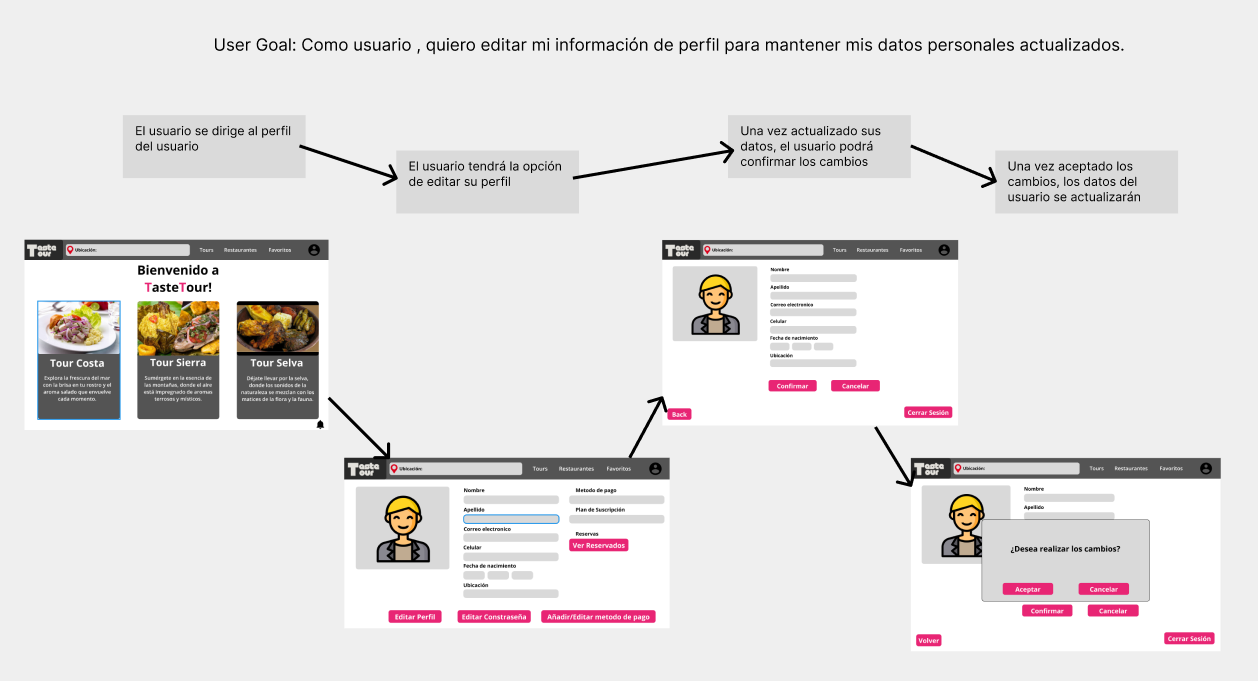 User Goal: Como usuario , quiero editar mi información de perfil para mantener mis datos personales actualizados.
El usuario se dirige al perfil
del usuario
El usuario tendrá la opción
de editar su perfil
Una vez actualizado sus
datos, el usuario podrá
confirmar los cambios
Una vez aceptado los
cambios, los datos del
usuario se actualizarán
Taste
Tour
Ubicación:
Tours
Restaurantes
Favoritos
Bienvenido a
TasteTour!
Tour Costa
Explora la frescura del mar
con la brisa en tu rostro y el
aroma salado que envuelve
cada momento.
Tour Sierra
Sumérgete en la esencia de
las montañas, donde el aire
está impregnado de aromas
terrosos y místicos.
Tour Selva
Déjate llevar por la selva,
donde los sonidos de la
naturaleza se mezclan con los
matices de la flora y la fauna.
Taste
Tour
Ubicación:
Tours
Restaurantes
Favoritos
Nombre
Apellido
Correo electronico
Celular
Fecha de nacimiento
Ubicación
Metodo de pago
Plan de Suscripción
Reservas
Ver Reservados
Editar Perfil
Editar Constraseña
Añadir/Editar metodo de pago
Taste
Tour
Ubicación:
Tours
Restaurantes
Favoritos
Nombre
Apellido
Correo electronico
Celular
Fecha de nacimiento
Ubicación
Confirmar
Cancelar
Back
Cerrar Sesión
Taste
Tour
Ubicación:
Tours
Restaurantes
Favoritos
Nombre
Apellido
¿Desea realizar los cambios?
Aceptar
Cancelar
Confirmar
Cancelar
Volver
Cerrar Sesión